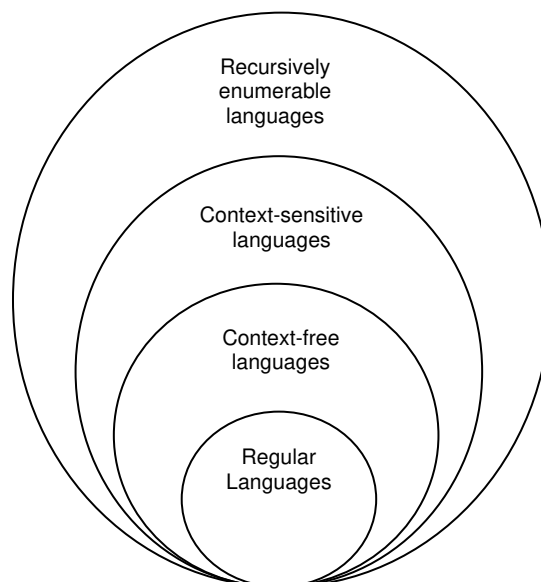 Recursively
enumerable
languages
Context-sensitive
languages
Context-free
languages
Regular
Languages